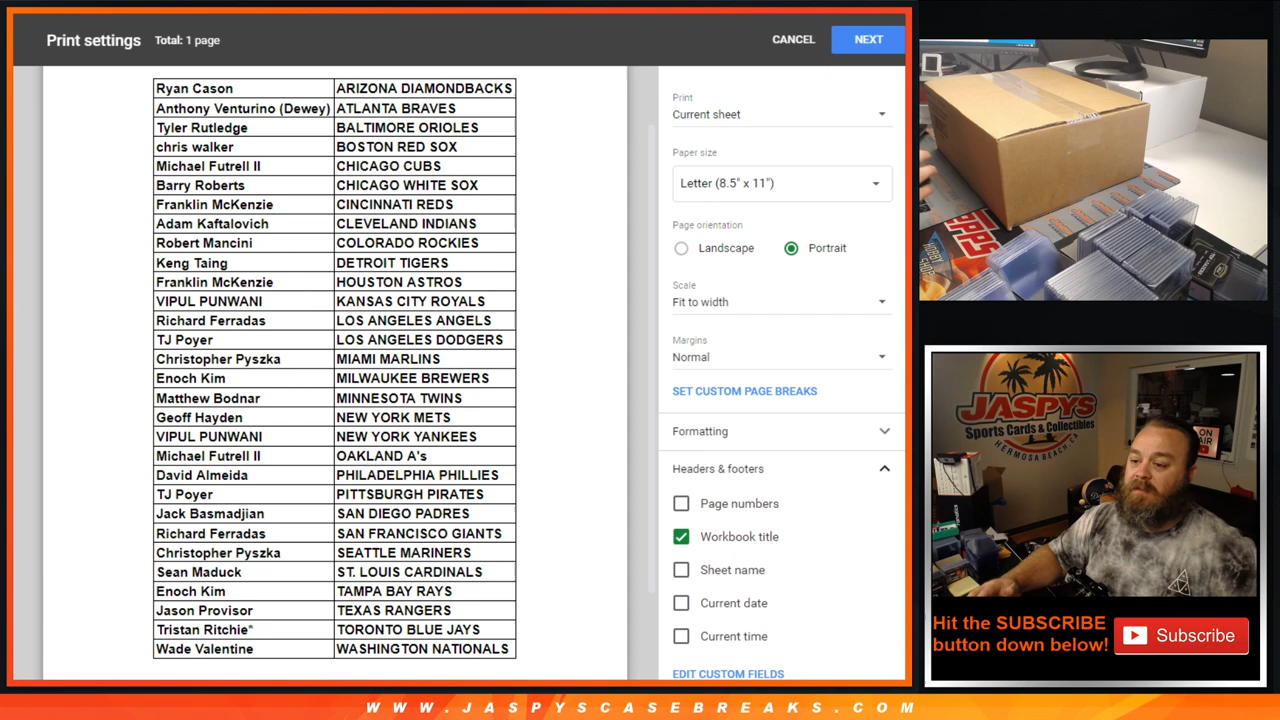 Print settings Total: 1 page CANCEL NEXT
Ryan Cason ARIZONA DIAMONDBACKS
Anthony Venturino (Dewey) ATLANTA BRAVES
Tyler Rutledge BALTIMORE ORIOLES
chris walker BOSTON RED SOX
Michael Futrell II CHICAGO CUBS
Barry Roberts CHICAGO WHITE SOX
Franklin McKenzie CINCINNATI REDS
Adam Kaftalovich CLEVELAND INDIANS
Robert Mancini COLORADO ROCKIES
Keng Taing DETROIT TIGERS
Franklin McKenzie HOUSTON ASTROS
VIPUL PUNWANI KANSAS CITY ROYALS
Richard Ferradas LOS ANGELES ANGELS
TJ Poyer LOS ANGELES DODGERS
Christopher Pyszka MIAMI MARLINS
Enoch Kim MILWAUKEE BREWERS
Matthew Bodnar MINNESOTA TWINS
Geoff Hayden NEW YORK METS
VIPUL PUNWANI NEW YORK YANKEES
Michael Futrell II OAKLAND A's
David Almeida PHILADELPHIA PHILLIES
TJ Poyer PITTSBURGH PIRATES
Jack Basmadjian SAN DIEGO PADRES
Richard Ferradas SAN FRANCISCO GIANTS
Christopher Pyszka SEATTLE MARINERS
Sean Maduck ST. LOUIS CARDINALS
Enoch Kim TAMPA BAY RAYS
Jason Provisor TEXAS RANGERS
Tristan Ritchie* TORONTO BLUE JAYS
Wade Valentine WASHINGTON NATIONALS
Print
Current sheet
Paper size
Letter (8.5" x 11")
Page orientation
Landscape Portrait
Scale
Fit to width
Margins
Normal
SET CUSTOM PAGE BREAKS
Formatting
Headers & footers
Page numbers
Workbook title
Sheet name
Current date
Current time
EDIT CUSTOM FIELDS
TOPPS
HOBBY
SHOP
JASPYS
Sports Cards & Collectibles
HERMOSA BEACH, CA
ON
AIR
Hit the SUBSCRIBE
button down below!
Subscribe
WWW.JASPYSCASEBREAKS.COM